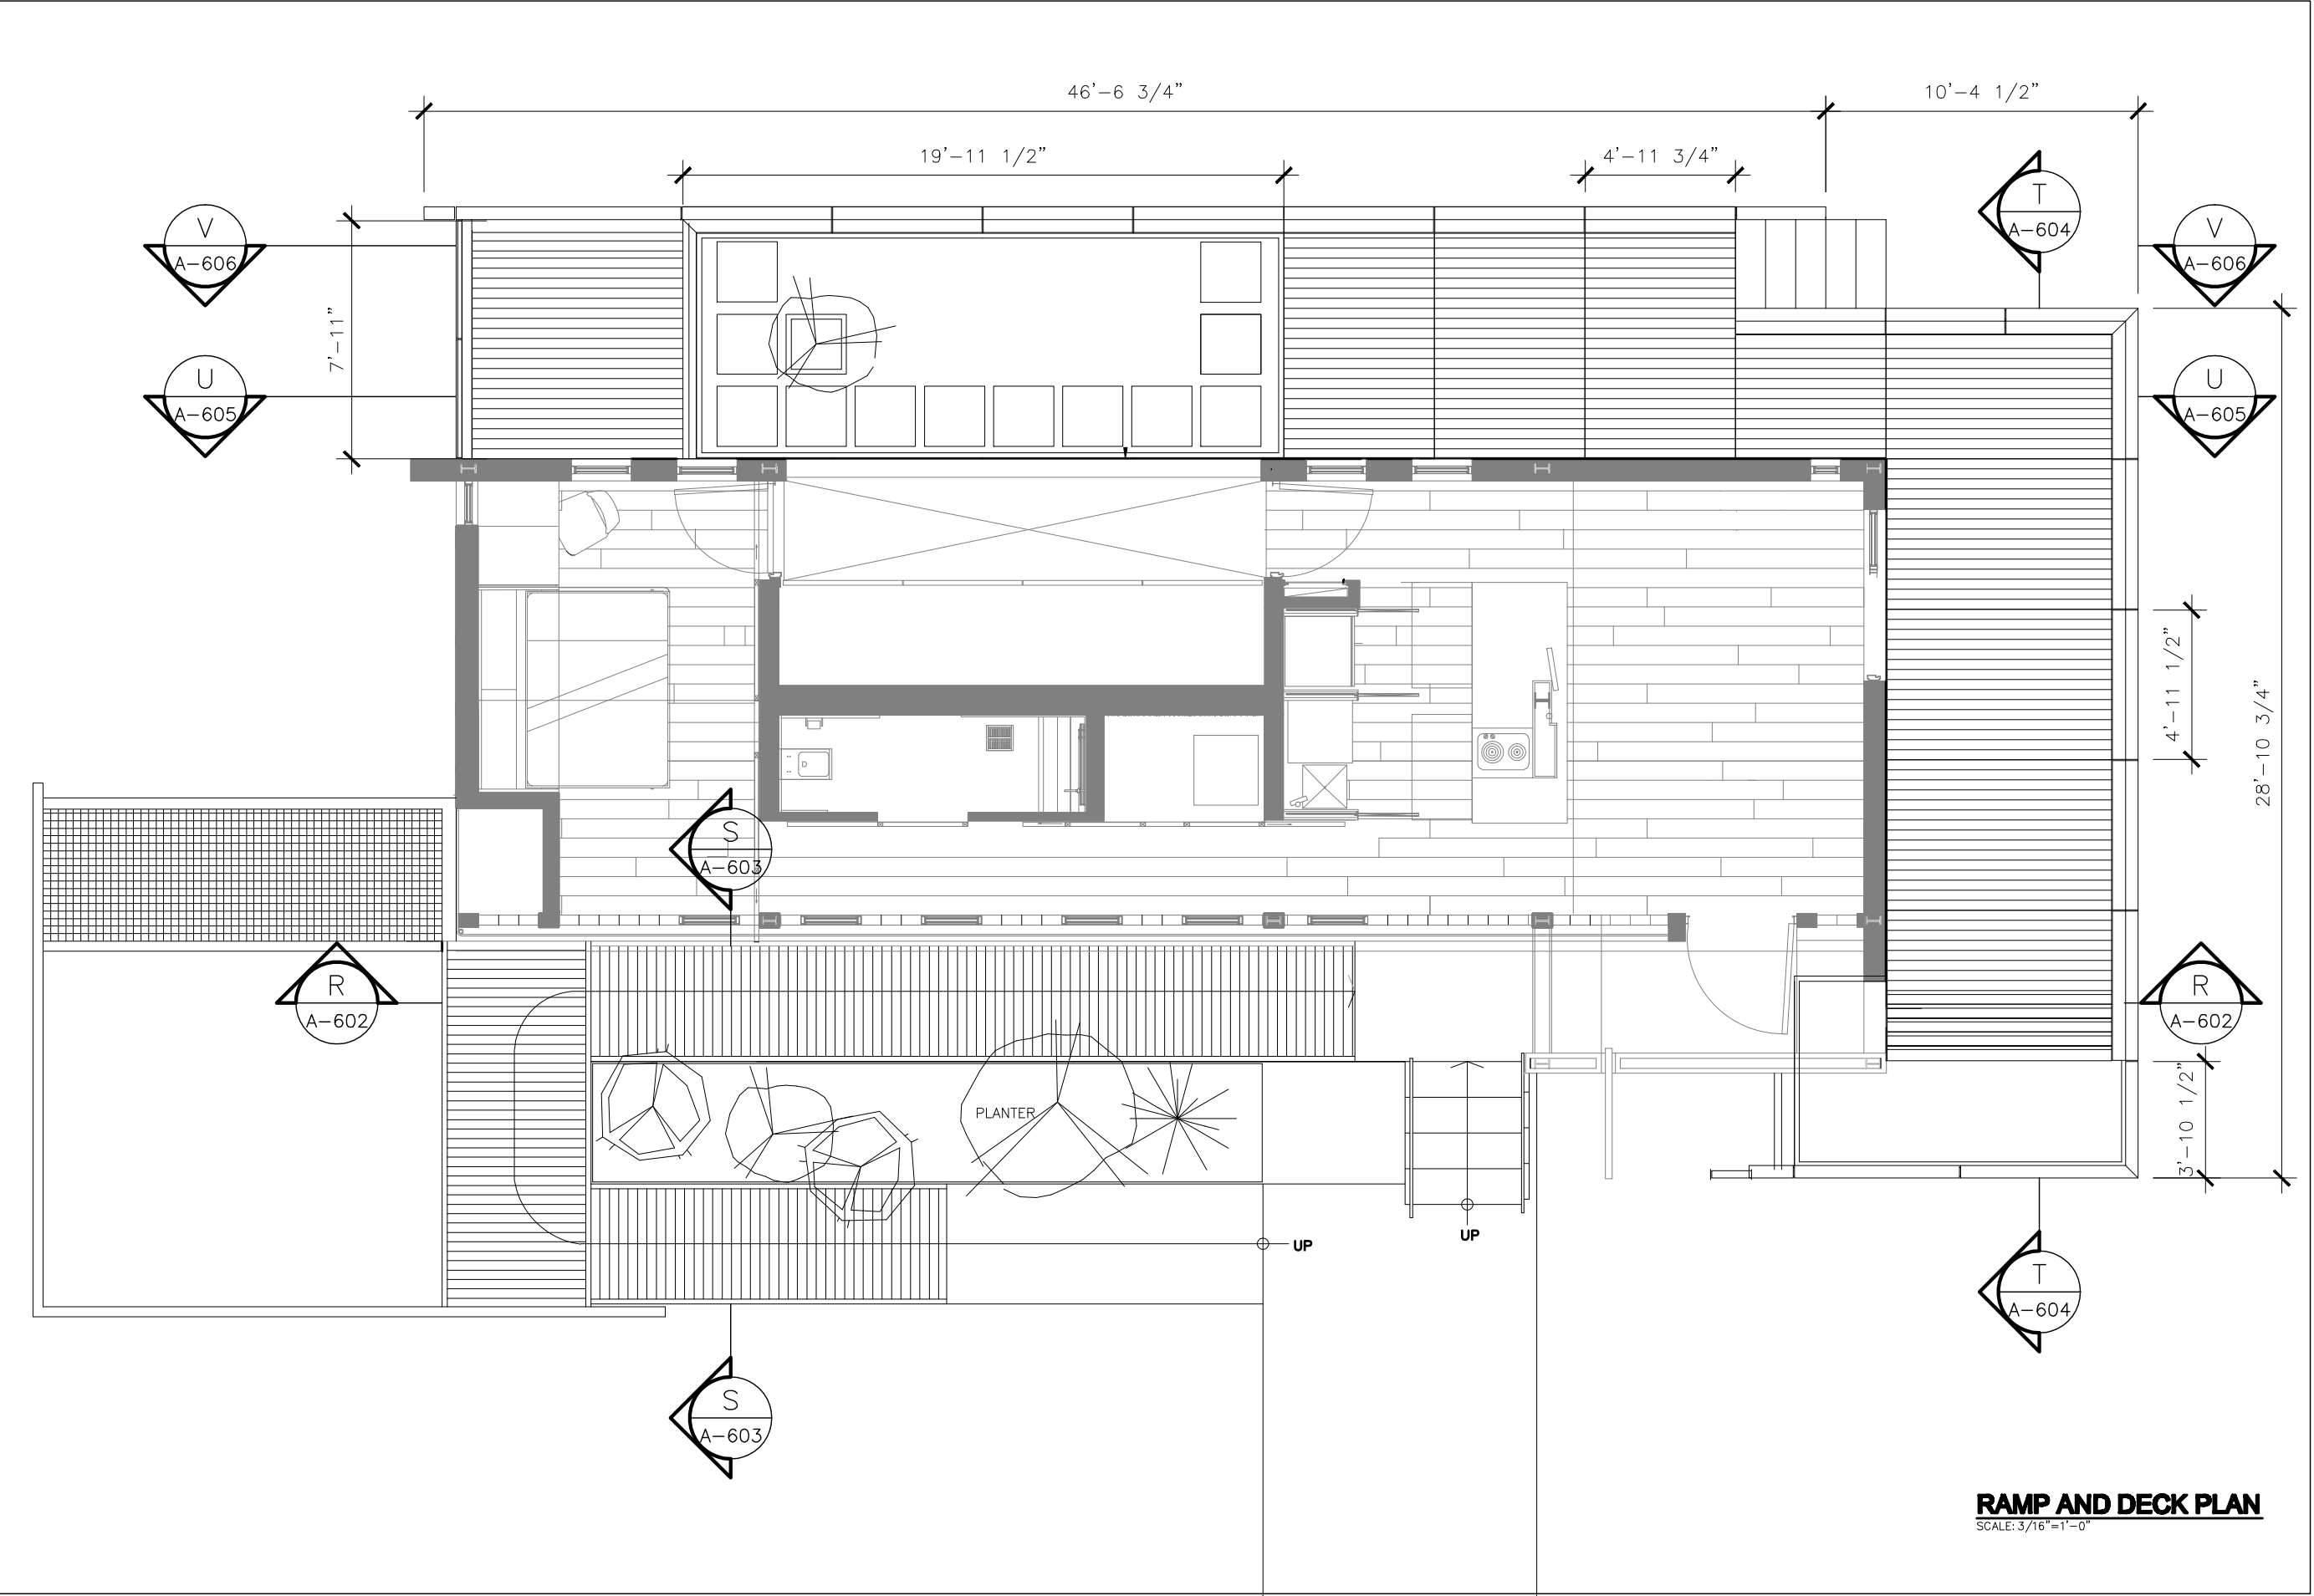 46'-6 3/4"
10'-4 1/2"
19'-11 1/2"
4'-11 3/4"
T
A-604
V
A-606
V
A-606
7'-11"
U
A-605
U
A-605
4'-11 1/2"
28'-10 3/4"
S
A-603
R
A-602
R
A-602
PLANTER
3'-10 1/2"
UP
UP
T
A-604
S
A-603
RAMP AND DECK PLAN
SCALE: 3/16"=1'-0"